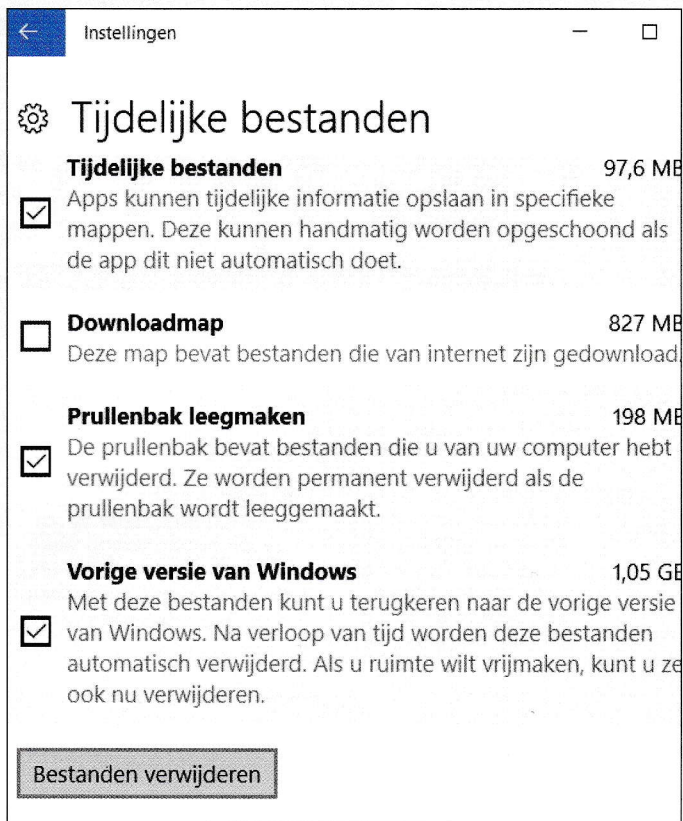 Instellingen
Tijdelijke bestanden
Tijdelijke bestanden 97,6 MB
Apps kunnen tijdelijke informatie opslaan in specifieke
mappen. Deze kunnen handmatig worden opgeschoond als
de app dit niet automatisch doet.
Downloadmap 827 MB
Deze map bevat bestanden die van internet zijn gedownload.
Prullenbak leegmaken 198 MB
De prullenbak bevat bestanden die u van uw computer hebt
verwijderd. Ze worden permanent verwijderd als de
prullenbak wordt leeggemaakt.
Vorige versie van Windows 1,05 GB
Met deze bestanden kunt u terugkeren naar de vorige versie
van Windows. Na verloop van tijd worden deze bestanden
automatisch verwijderd. Als u ruimte wilt vrijmaken, kunt u ze
ook nu verwijderen.
Bestanden verwijderen